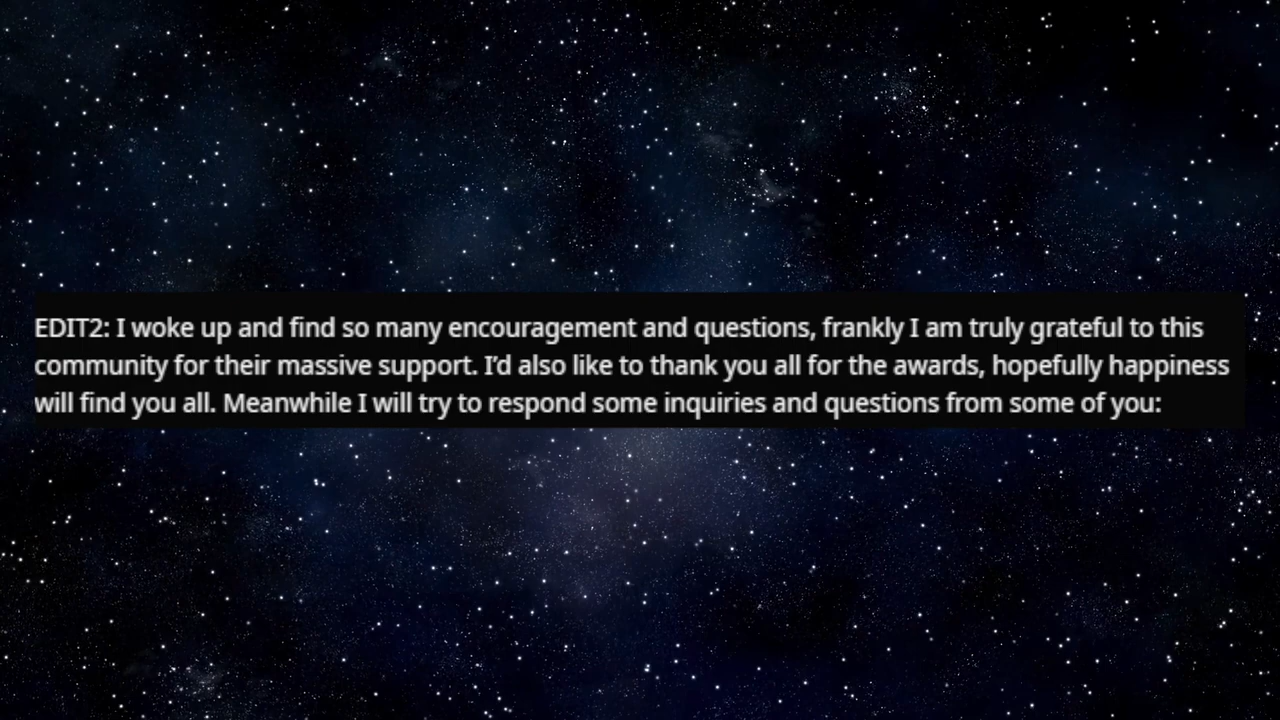 EDIT2: I woke up and find so many encouragement and questions, frankly I am truly grateful to this
community for their massive support. I'd also like to thank you all for the awards, hopefully happiness
will find you all. Meanwhile I will try to respond some inquiries and questions from some of you: